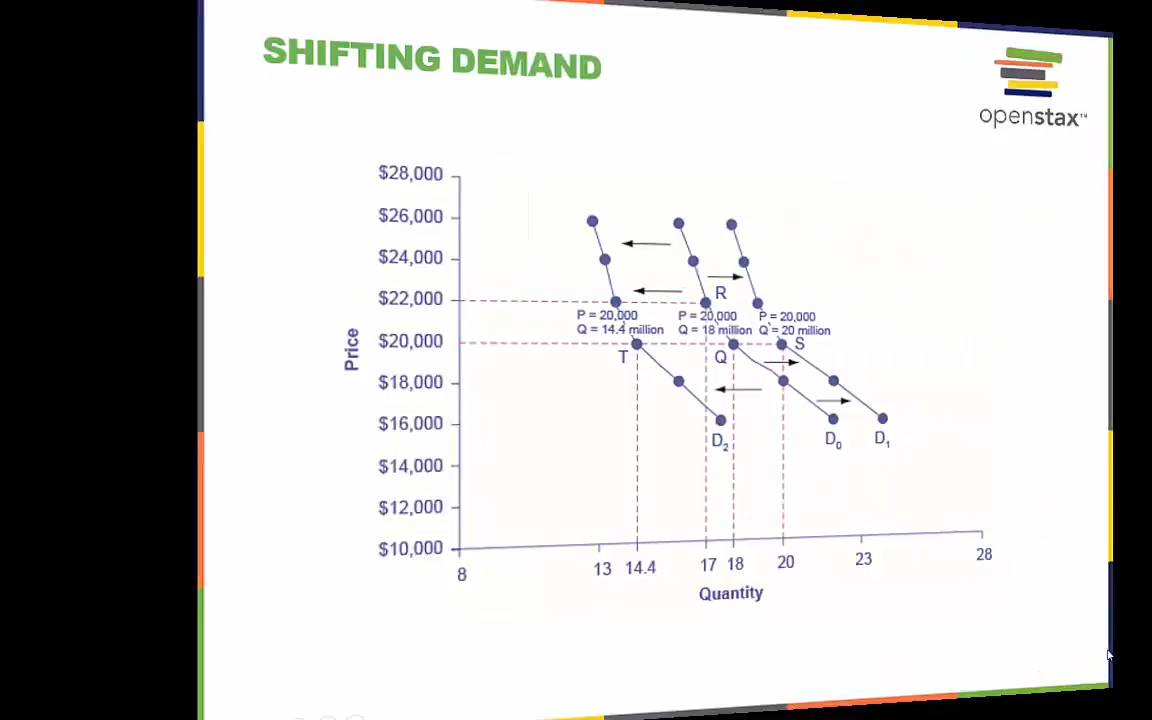 SHIFTING DEMAND
openstax™
$28,000
$26,000
$24,000
$22,000
$20,000
$18,000
$16,000
$14,000
$12,000
$10,000
Price
R
P = 20,000
Q = 14.4 million
P = 20,000
Q = 18 million
P = 20,000
Q = 20 million
T
Q
S
D2
D0
D1
8
13
14.4
17
18
20
23
28
Quantity